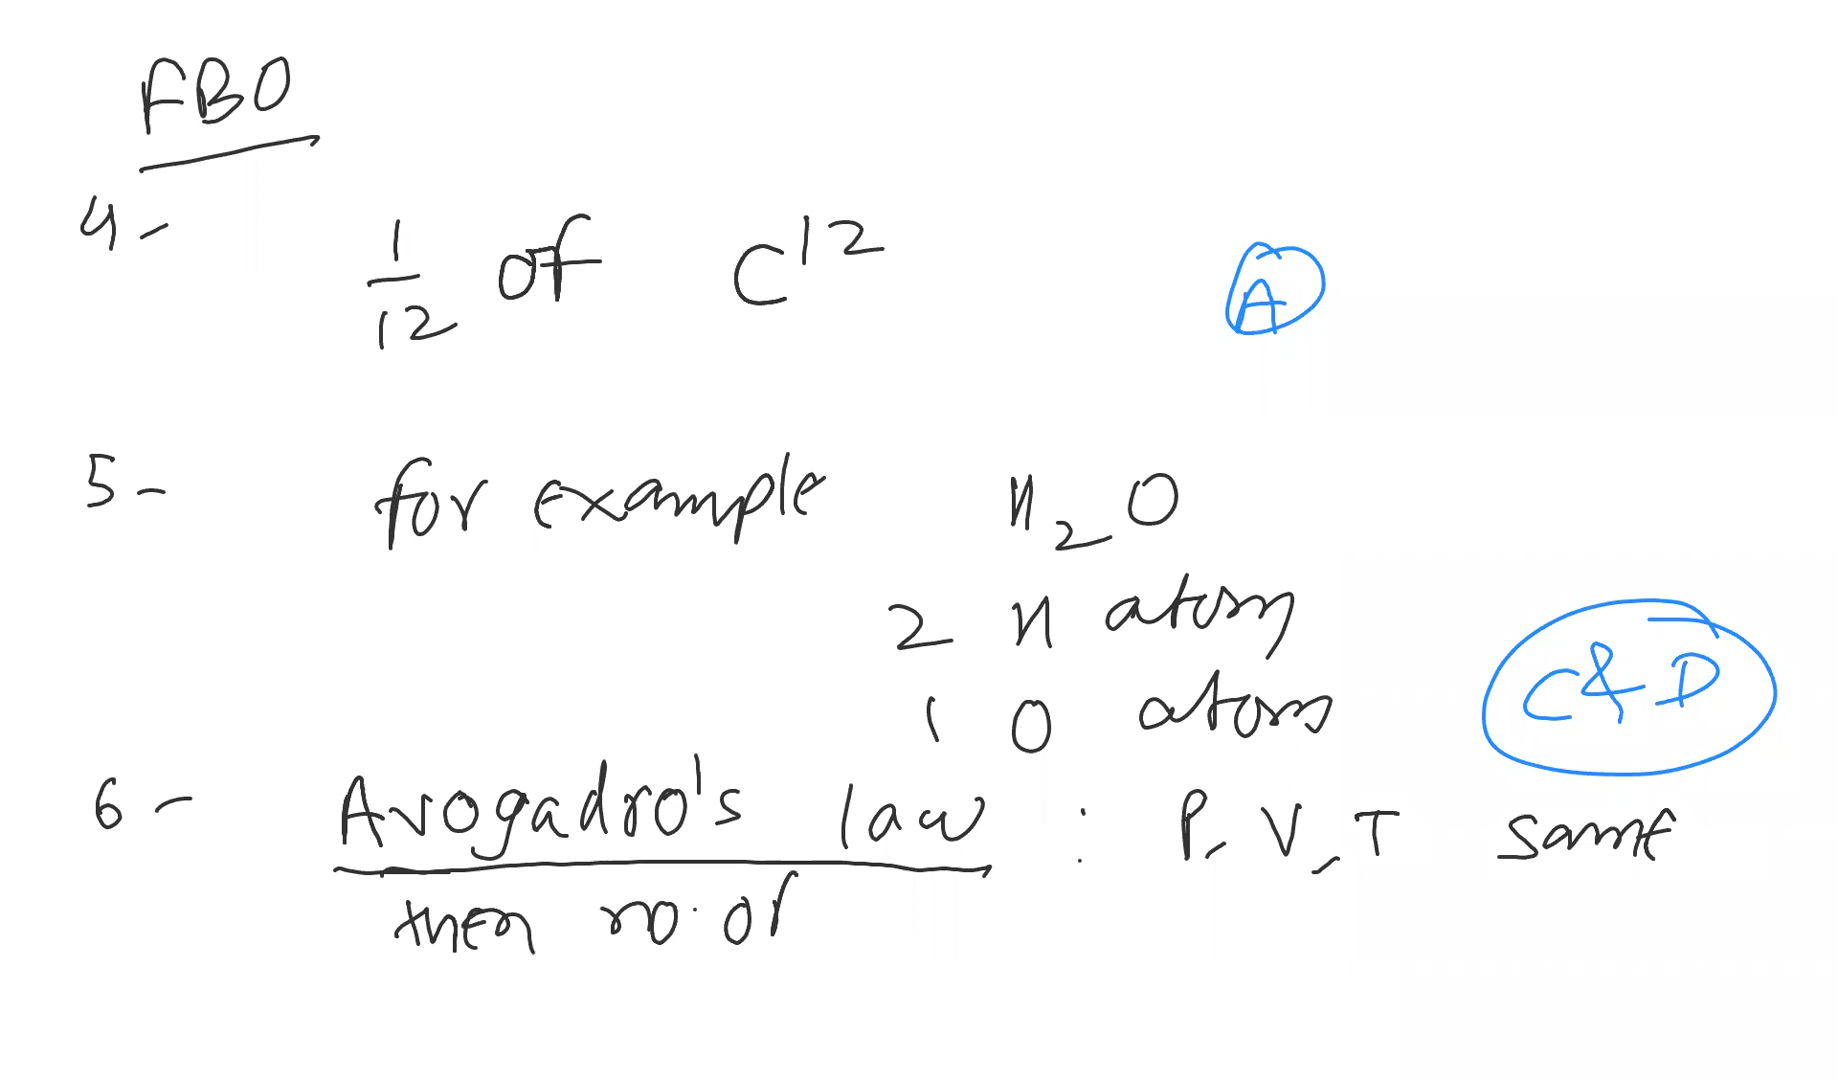 FBO
4-
1/12 of C¹²
A
5- for example H₂O
2 H atom
1 O atoms
C & D
6- Avogadro's law : P, V, T same
then no. of